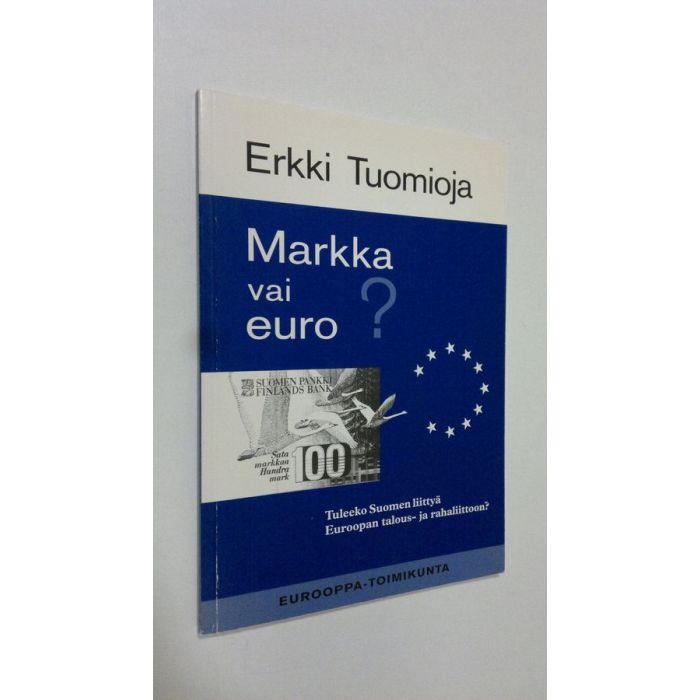 Erkki Tuomioja
Markka
vai
euro ?
SUOMEN PANKKI
FINLANDS BANK
Sata
markkaa
Hundra
mark
100
Tuleeko Suomen liittyä
Euroopan talous- ja rahaliittoon?
EUROOPPA-TOIMIKUNTA